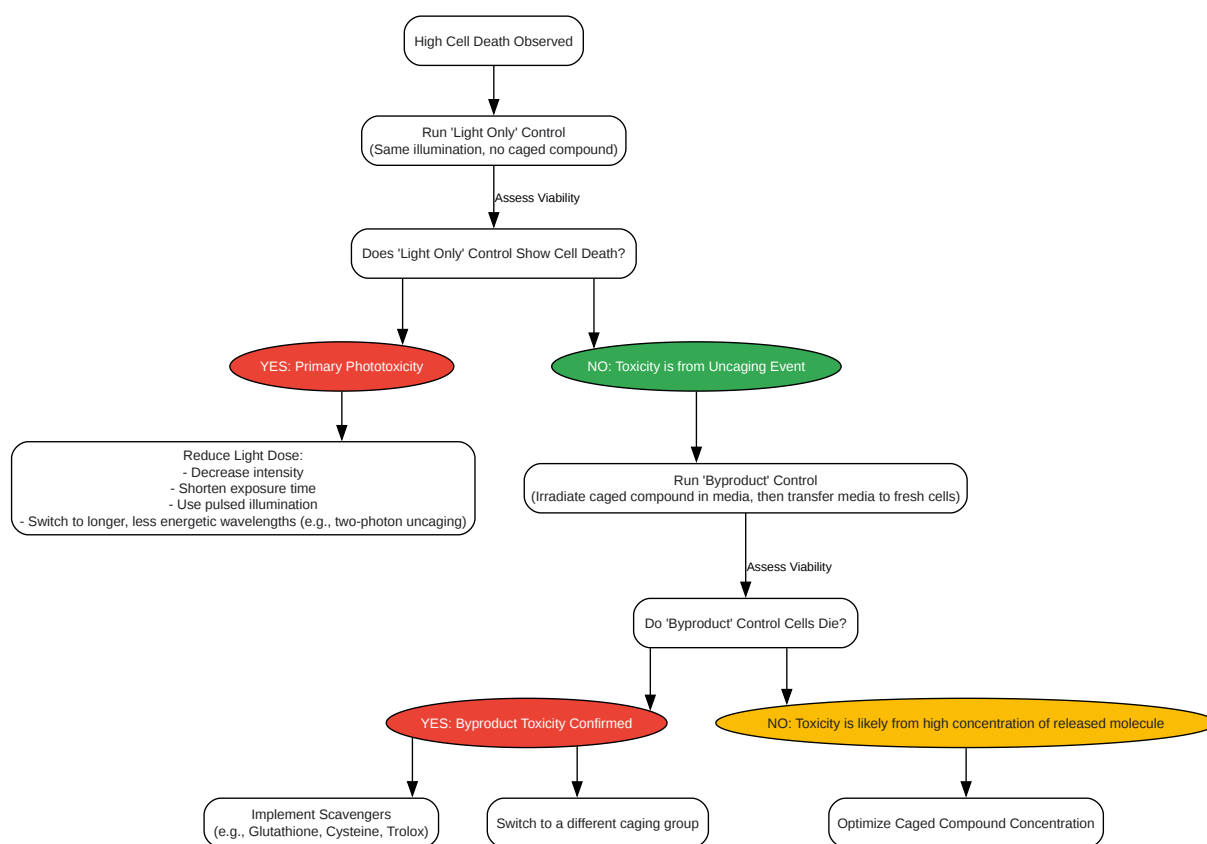 High Cell Death Observed
Run 'Light Only' Control
(Same illumination, no caged compound)
Assess Viability
Does 'Light Only' Control Show Cell Death?
YES: Primary Phototoxicity
NO: Toxicity is from Uncaging Event
Reduce Light Dose:
- Decrease intensity
- Shorten exposure time
- Use pulsed illumination
- Switch to longer, less energetic wavelengths (e.g., two-photon uncaging)
Run 'Byproduct' Control
(Irradiate caged compound in media, then transfer media to fresh cells)
Assess Viability
Do 'Byproduct' Control Cells Die?
YES: Byproduct Toxicity Confirmed
NO: Toxicity is likely from high concentration of released molecule
Implement Scavengers
(e.g., Glutathione, Cysteine, Trolox)
Switch to a different caging group
Optimize Caged Compound Concentration